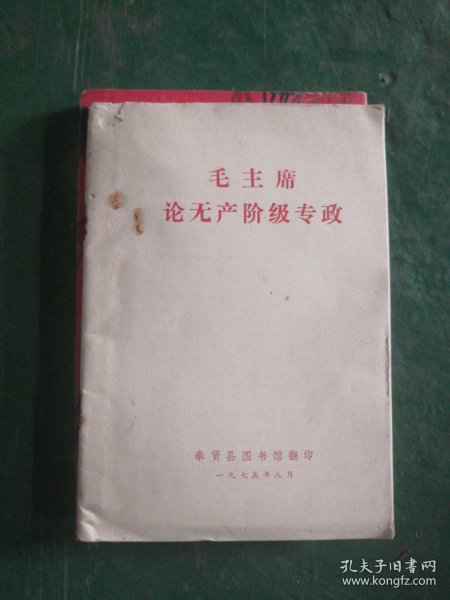 毛主席
论无产阶级专政
奉贤县图书馆翻印
一九七五年八月
孔夫子旧书网
www.kongfz.com